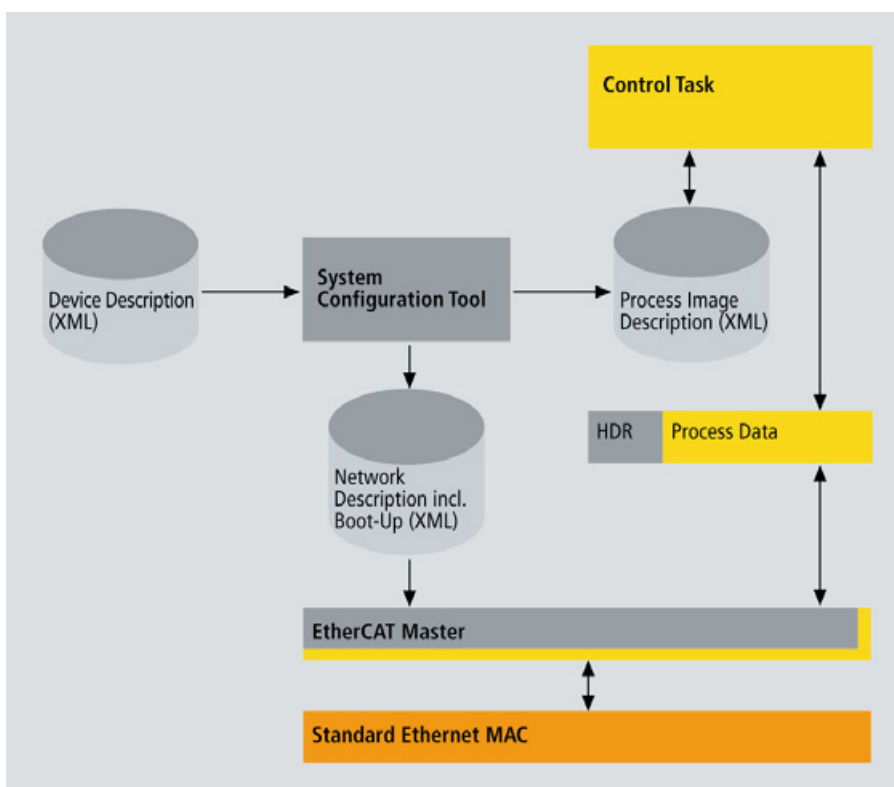 Control Task
Device Description
(XML)
System
Configuration Tool
Process Image
Description (XML)
HDR
Process Data
Network
Description incl.
Boot-Up (XML)
EtherCAT Master
Standard Ethernet MAC